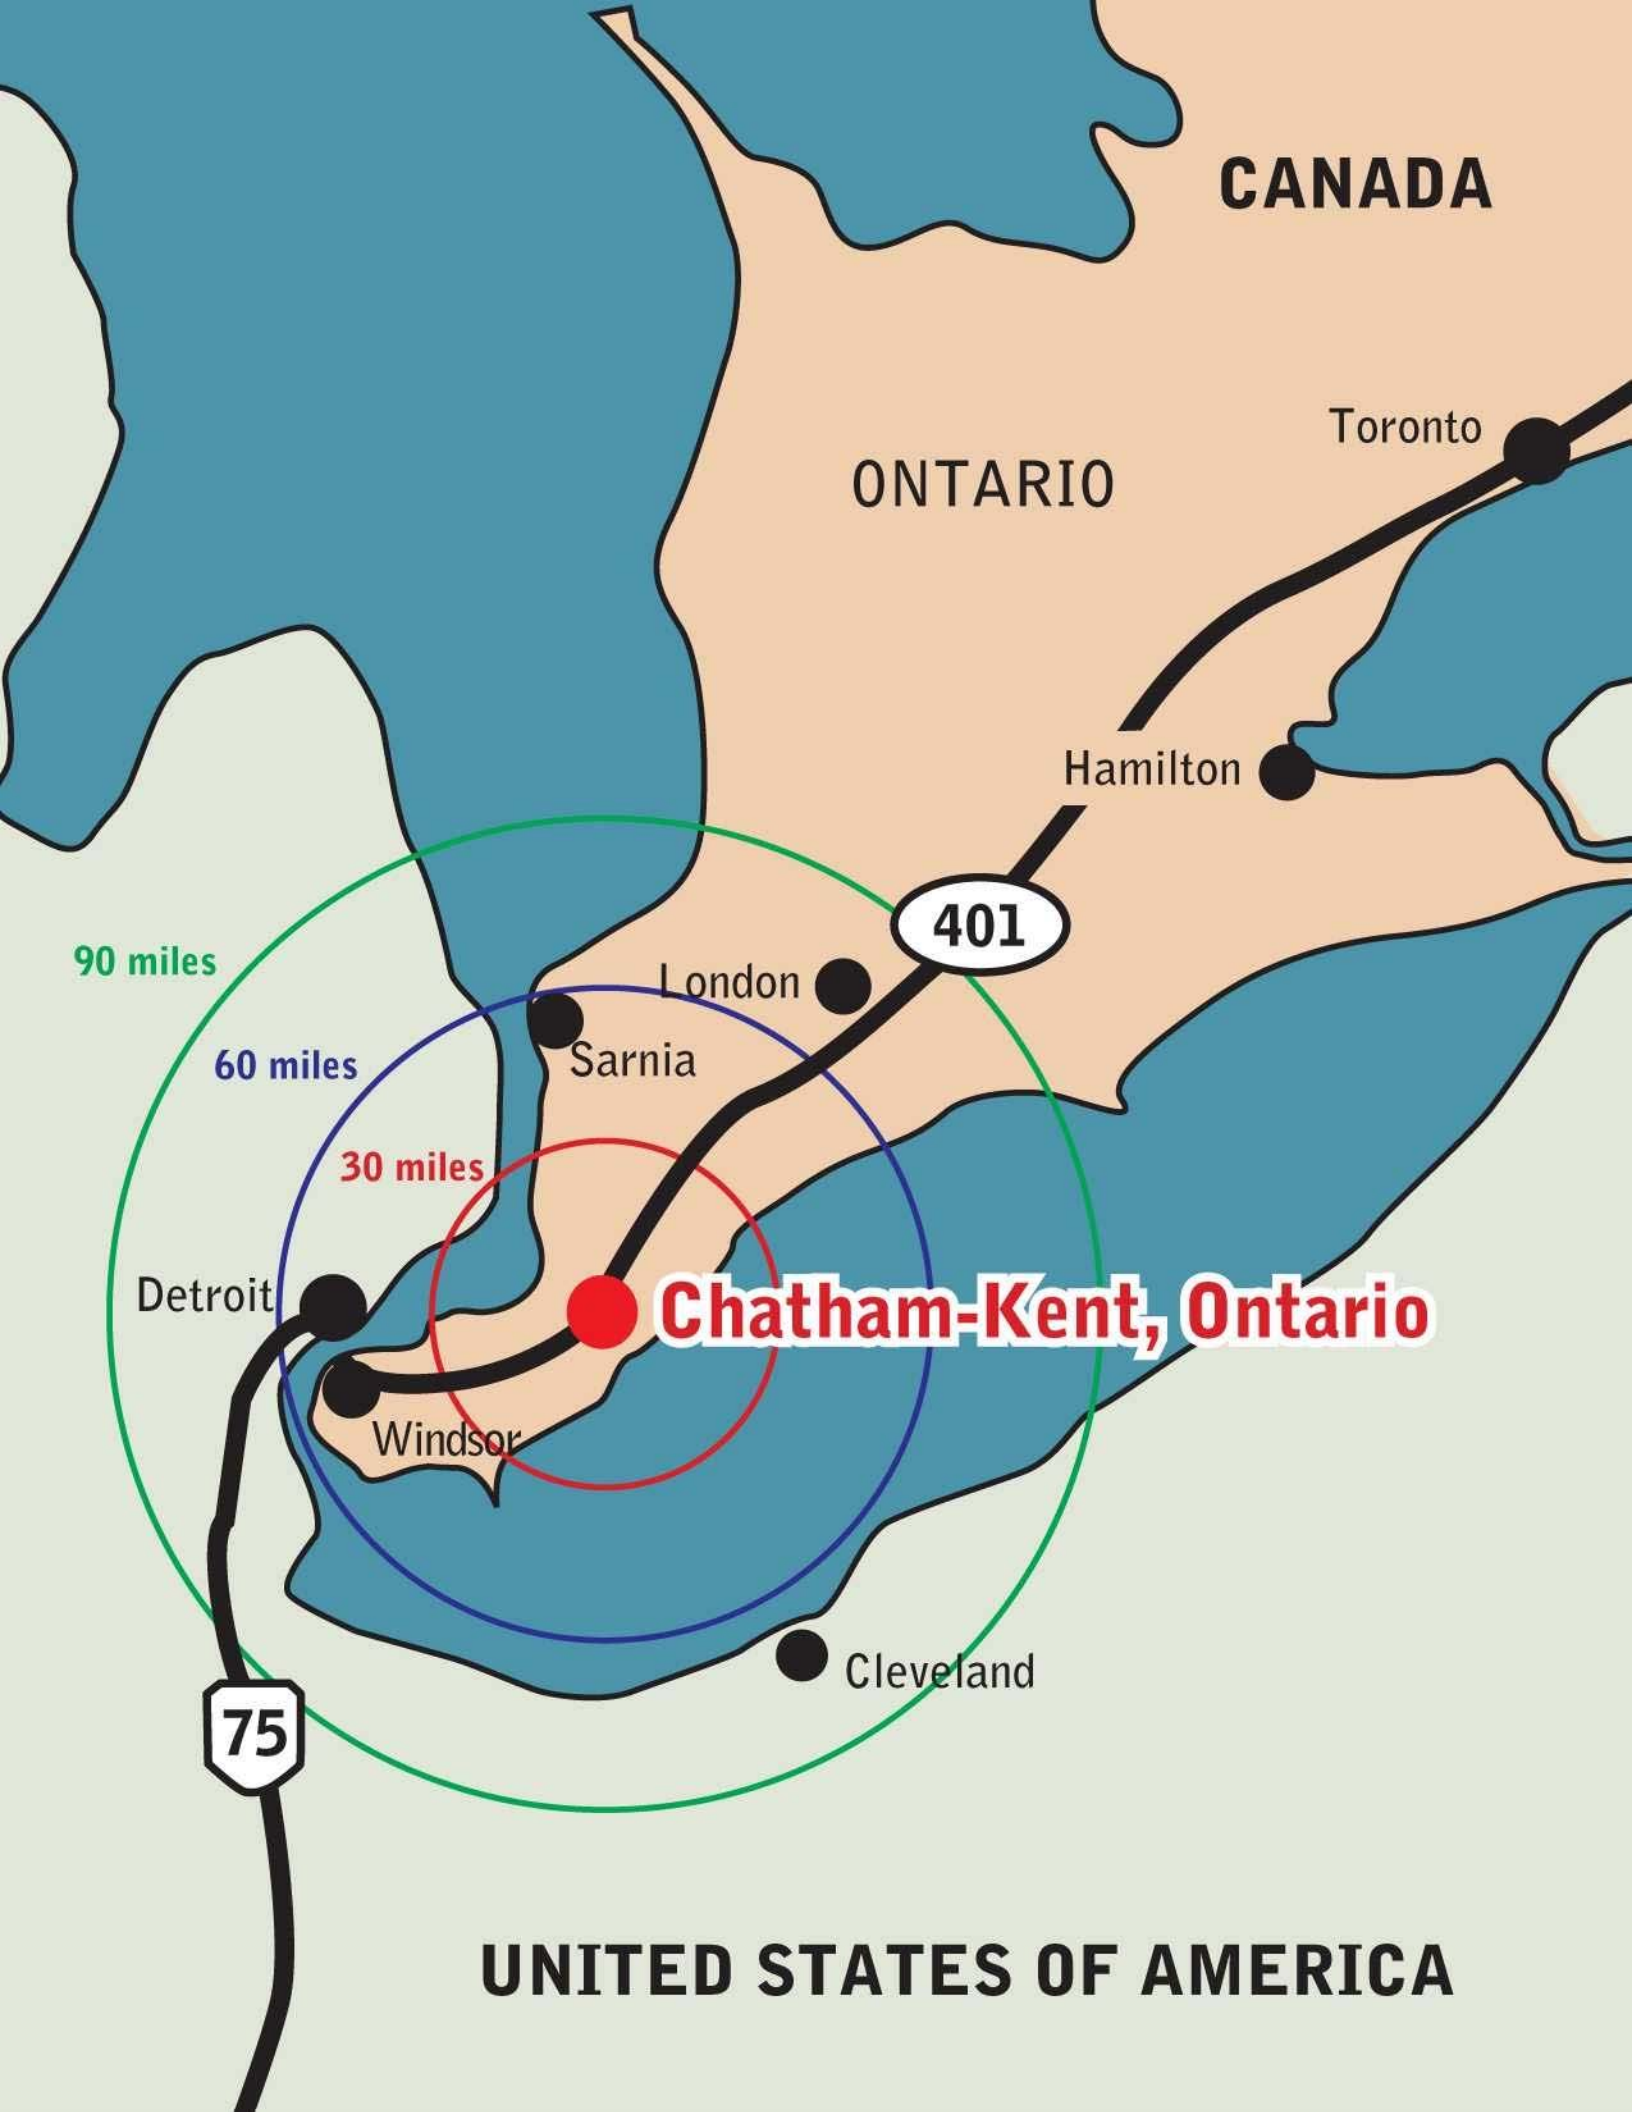 CANADA
Toronto
ONTARIO
Hamilton
401
90 miles
London
60 miles
Sarnia
30 miles
Detroit
Chatham-Kent, Ontario
Windsor
Cleveland
75
UNITED STATES OF AMERICA